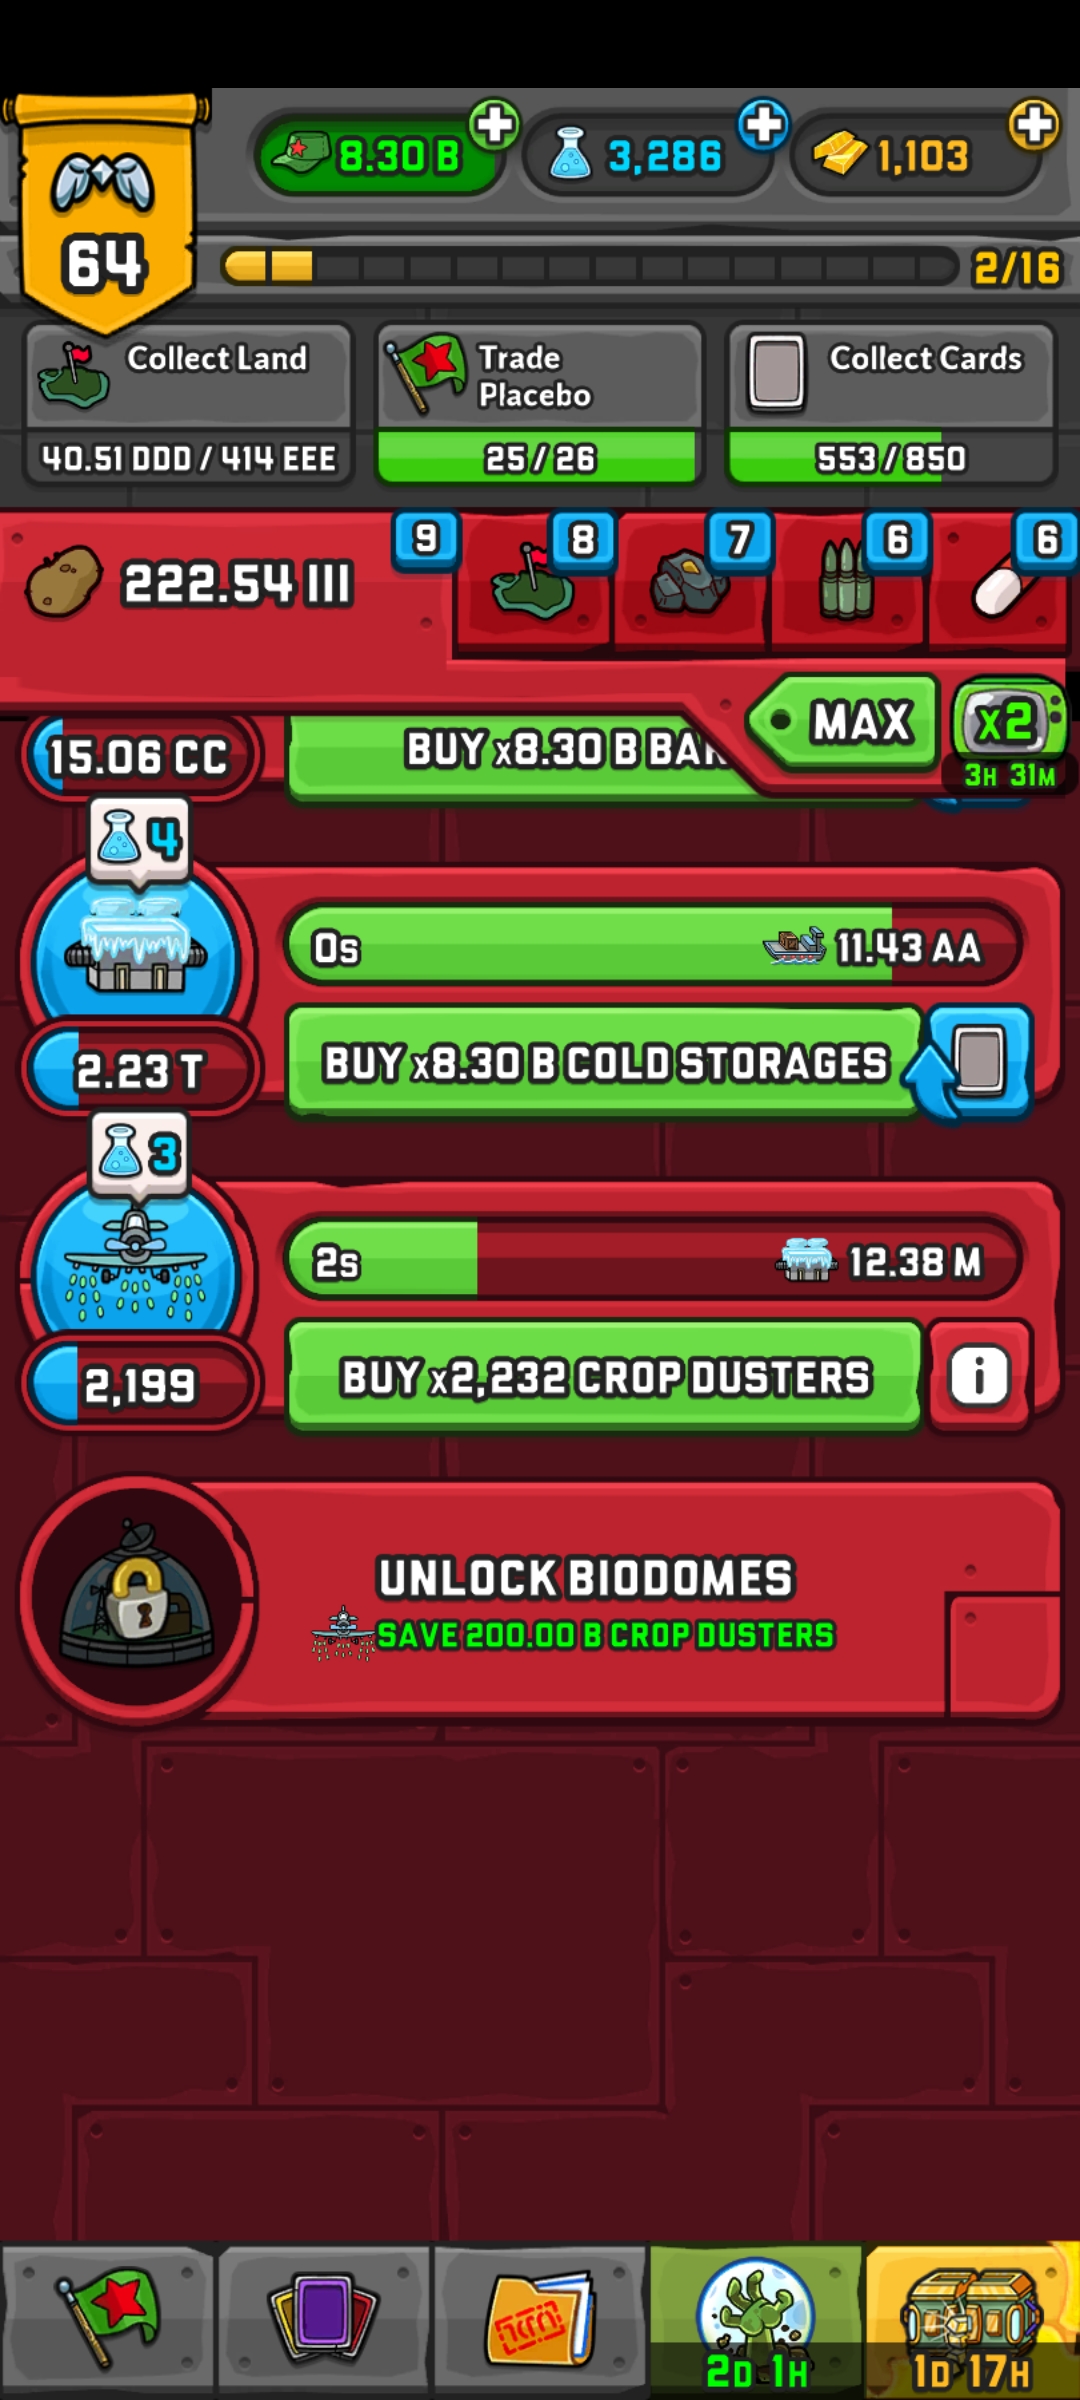 64
8.30 B
3,286
1,103
2/16
Collect Land
40.51 DDD / 414 EEE
Trade
Placebo
25 / 26
Collect Cards
553 / 850
222.54 III
9
8
7
6
6
MAX
x2
3H 31M
15.06 CC
BUY x8.30 B
4
0s
11.43 AA
2.23 T
BUY x8.30 B COLD STORAGES
3
2s
12.38 M
2,199
BUY x2,232 CROP DUSTERS
i
UNLOCK BIODOMES
SAVE 200.00 B CROP DUSTERS
2D 1H
1D 17H